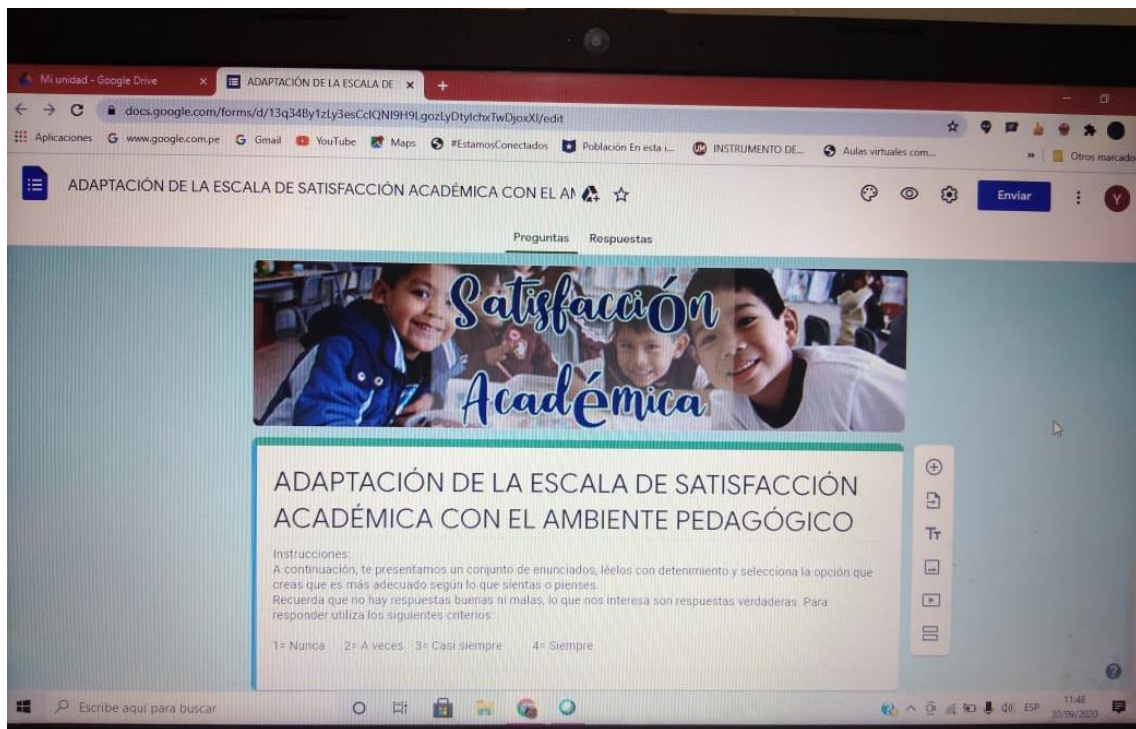 Mi unidad - Google Drive
ADAPTACIÓN DE LA ESCALA DE
docs.google.com/forms/d/13q34By1zLy3esCcIQNI9H9LgozLyDtyIchxTwDjoxXI/edit
Aplicaciones www.google.com.pe Gmail YouTube Maps #EstamosConectados Población En esta i... INSTRUMENTO DE... Aulas virtuales com... » Otros marcado
ADAPTACIÓN DE LA ESCALA DE SATISFACCIÓN ACADÉMICA CON EL AM
Enviar
Y
Preguntas Respuestas
Satisfacción
Académica
ADAPTACIÓN DE LA ESCALA DE SATISFACCIÓN
ACADÉMICA CON EL AMBIENTE PEDAGÓGICO
Instrucciones:
A continuación, te presentamos un conjunto de enunciados, léelos con detenimiento y selecciona la opción que
creas que es más adecuado según lo que sientas o pienses.
Recuerda que no hay respuestas buenas ni malas, lo que nos interesa son respuestas verdaderas. Para
responder utiliza los siguientes criterios:
1= Nunca 2= A veces 3= Casi siempre 4= Siempre
Tт
Escribe aquí para buscar
ESP
11:46
30/09/2020